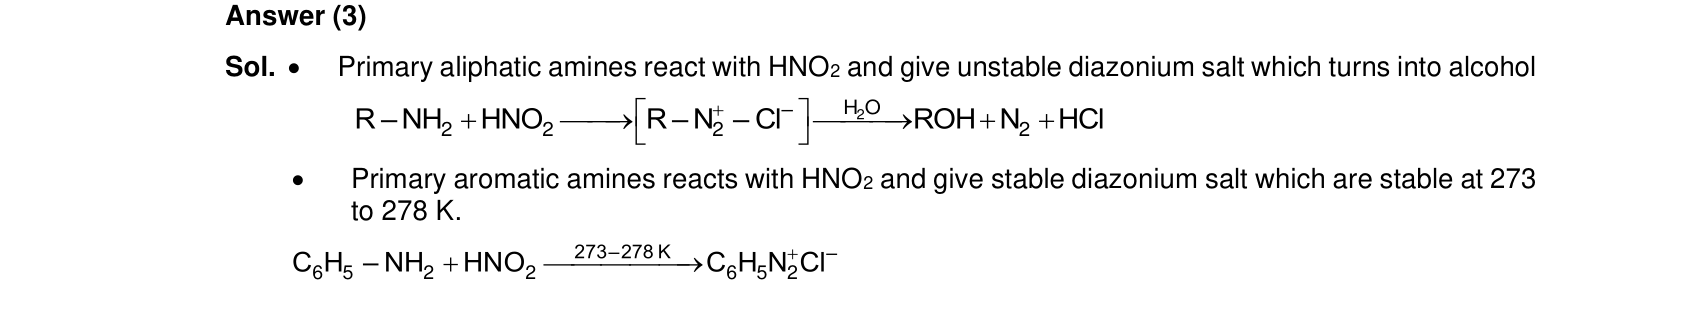 Answer (3)
Sol. • Primary aliphatic amines react with HNO₂ and give unstable diazonium salt which turns into alcohol
R – NH₂ + HNO₂ ⟶ [R – N₂⁺ – Cl⁻] —H₂O→ ROH + N₂ + HCl
• Primary aromatic amines reacts with HNO₂ and give stable diazonium salt which are stable at 273
to 278 K.
C₆H₅ – NH₂ + HNO₂ —273–278 K→ C₆H₅N₂⁺Cl⁻